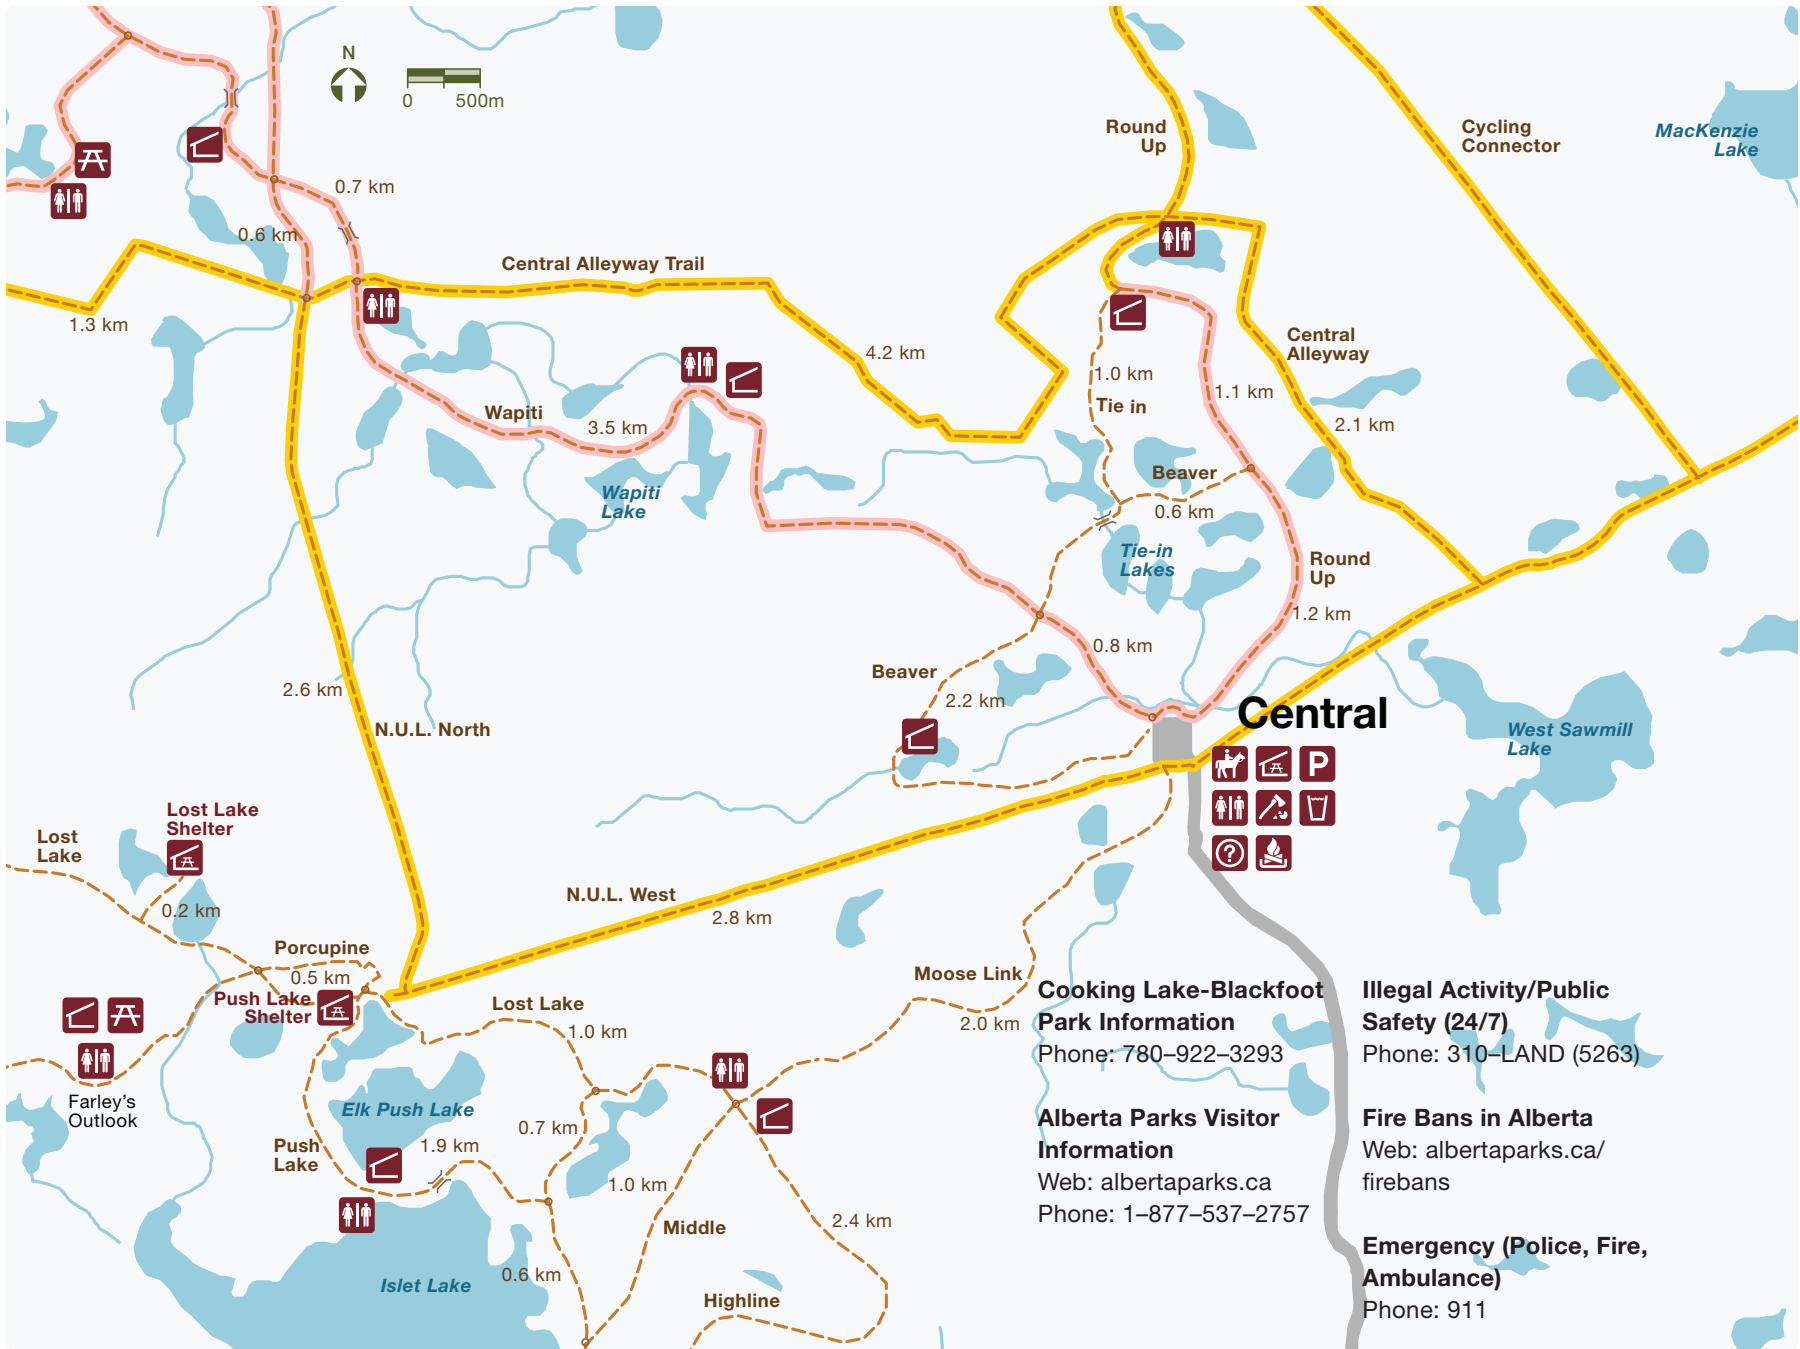 N
0 500m
Round
Up
Cycling
Connector
MacKenzie
Lake
0.7 km
0.6 km
Central Alleyway Trail
1.3 km
4.2 km
Central
Alleyway
1.0 km
Tie in
1.1 km
2.1 km
Wapiti
3.5 km
Wapiti
Lake
Beaver
0.6 km
Tie-in
Lakes
Round
Up
1.2 km
0.8 km
Beaver
2.2 km
2.6 km
N.U.L. North
Central
West Sawmill
Lake
P
?
Lost Lake
Shelter
Lost
Lake
0.2 km
N.U.L. West
2.8 km
Porcupine
0.5 km
Push Lake
Shelter
Lost Lake
1.0 km
Moose Link
2.0 km
Farley's
Outlook
Elk Push Lake
Push
Lake
1.9 km
0.7 km
1.0 km
Middle
2.4 km
0.6 km
Islet Lake
Highline
Cooking Lake-Blackfoot
Park Information
Phone: 780–922–3293
Alberta Parks Visitor
Information
Web: albertaparks.ca
Phone: 1–877–537–2757
Illegal Activity/Public
Safety (24/7)
Phone: 310–LAND (5263)
Fire Bans in Alberta
Web: albertaparks.ca/
firebans
Emergency (Police, Fire,
Ambulance)
Phone: 911